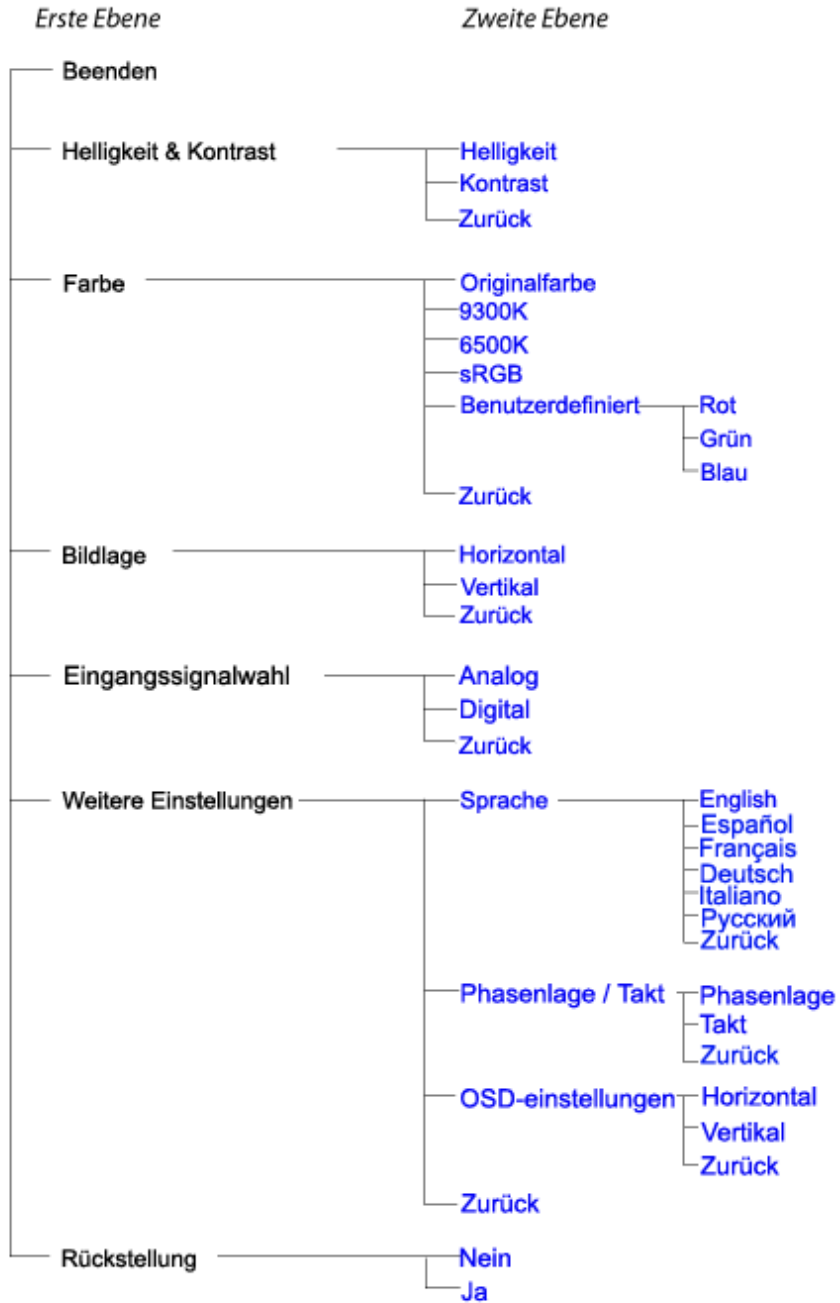 Erste Ebene Zweite Ebene
Beenden
Helligkeit & Kontrast Helligkeit
Kontrast
Zurück
Farbe Originalfarbe
9300K
6500K
sRGB
Benutzerdefiniert Rot
Grün
Blau
Zurück
Bildlage Horizontal
Vertikal
Zurück
Eingangssignalwahl Analog
Digital
Zurück
Weitere Einstellungen Sprache English
Español
Français
Deutsch
Italiano
Русский
Zurück
Phasenlage / Takt Phasenlage
Takt
Zurück
OSD-einstellungen Horizontal
Vertikal
Zurück
Zurück
Rückstellung Nein
Ja